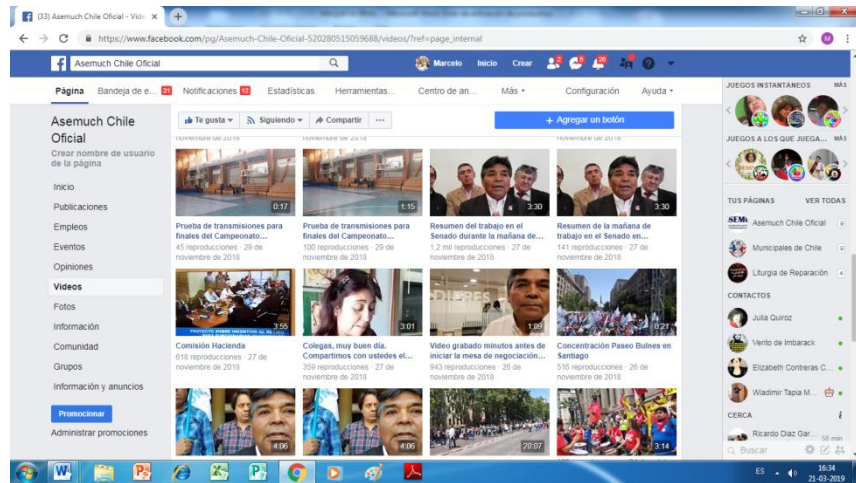 (33) Asemuch Chile Oficial - Vide
https://www.facebook.com/pg/Asemuch-Chile-Oficial-520280515059688/videos/?ref=page_internal
Asemuch Chile Oficial
Marcelo Inicio Crear
Página Bandeja de e... 21 Notificaciones 12 Estadísticas Herramientas... Centro de an... Más Configuración Ayuda
Asemuch Chile Oficial
Crear nombre de usuario de la página
Inicio
Publicaciones
Empleos
Eventos
Opiniones
Videos
Fotos
Información
Comunidad
Grupos
Información y anuncios
Promocionar
Administrar promociones
Te gusta Siguiendo Compartir ...
+ Agregar un botón
noviembre de 2018
noviembre de 2018
0:17
1:15
3:30
3:30
Prueba de transmisiones para finales del Campeonato...
45 reproducciones · 29 de noviembre de 2018
Prueba de transmisiones para finales del Campeonato...
100 reproducciones · 29 de noviembre de 2018
Resumen del trabajo en el Senado durante la mañana de...
1,2 mil reproducciones · 27 de noviembre de 2018
Resumen de la mañana de trabajo en el Senado en...
141 reproducciones · 27 de noviembre de 2018
3:55
3:01
1:09
0:21
Comisión Hacienda
616 reproducciones · 27 de noviembre de 2018
Colegas, muy buen día. Compartimos con ustedes el...
359 reproducciones · 27 de noviembre de 2018
Video grabado minutos antes de iniciar la mesa de negociación...
943 reproducciones · 26 de noviembre de 2018
Concentración Paseo Bulnes en Santiago
516 reproducciones · 26 de noviembre de 2018
4:06
4:06
20:07
3:14
JUEGOS INSTANTÁNEOS MÁS
JUEGOS A LOS QUE JUEGA... MÁS
TUS PÁGINAS VER TODAS
Asemuch Chile Oficial
Municipales de Chile
Liturgia de Reparación 4
CONTACTOS
Julia Quiroz
Verito de Imbarack
Elizabeth Contreras C...
Wladimir Tapia M...
CERCA
Ricardo Diaz Gar... 56 min
Buscar
ES
16:34
21-03-2019